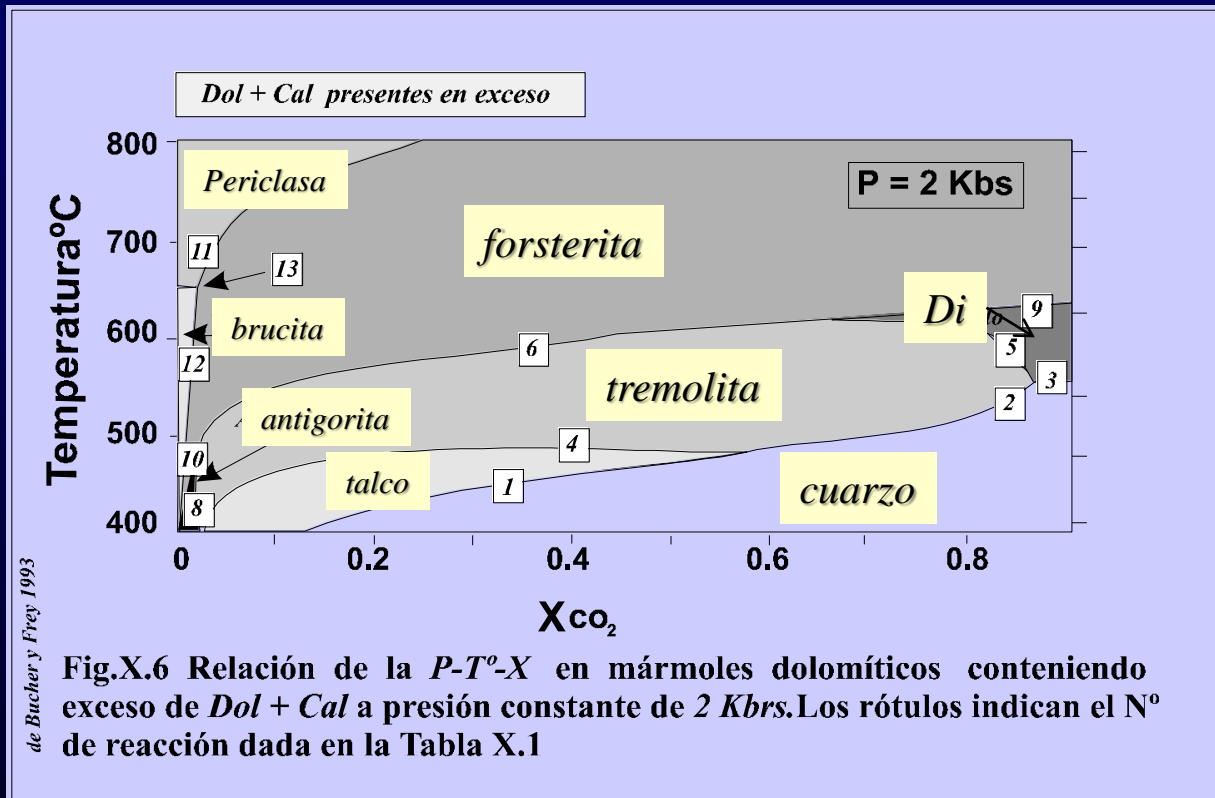 Dol + Cal presentes en exceso
800
Periclasa
P = 2 Kbs
Temperaturaº C
700
11
13
forsterita
Di
9
600
brucita
12
6
5
3
tremolita
2
antigorita
500
10
4
talco
1
cuarzo
8
400
0
0.2
0.4
0.6
0.8
X CO2
de Bucher y Frey 1993
Fig.X.6 Relación de la P-Tº-X en mármoles dolomíticos conteniendo
exceso de Dol + Cal a presión constante de 2 Kbrs.Los rótulos indican el Nº
de reacción dada en la Tabla X.1